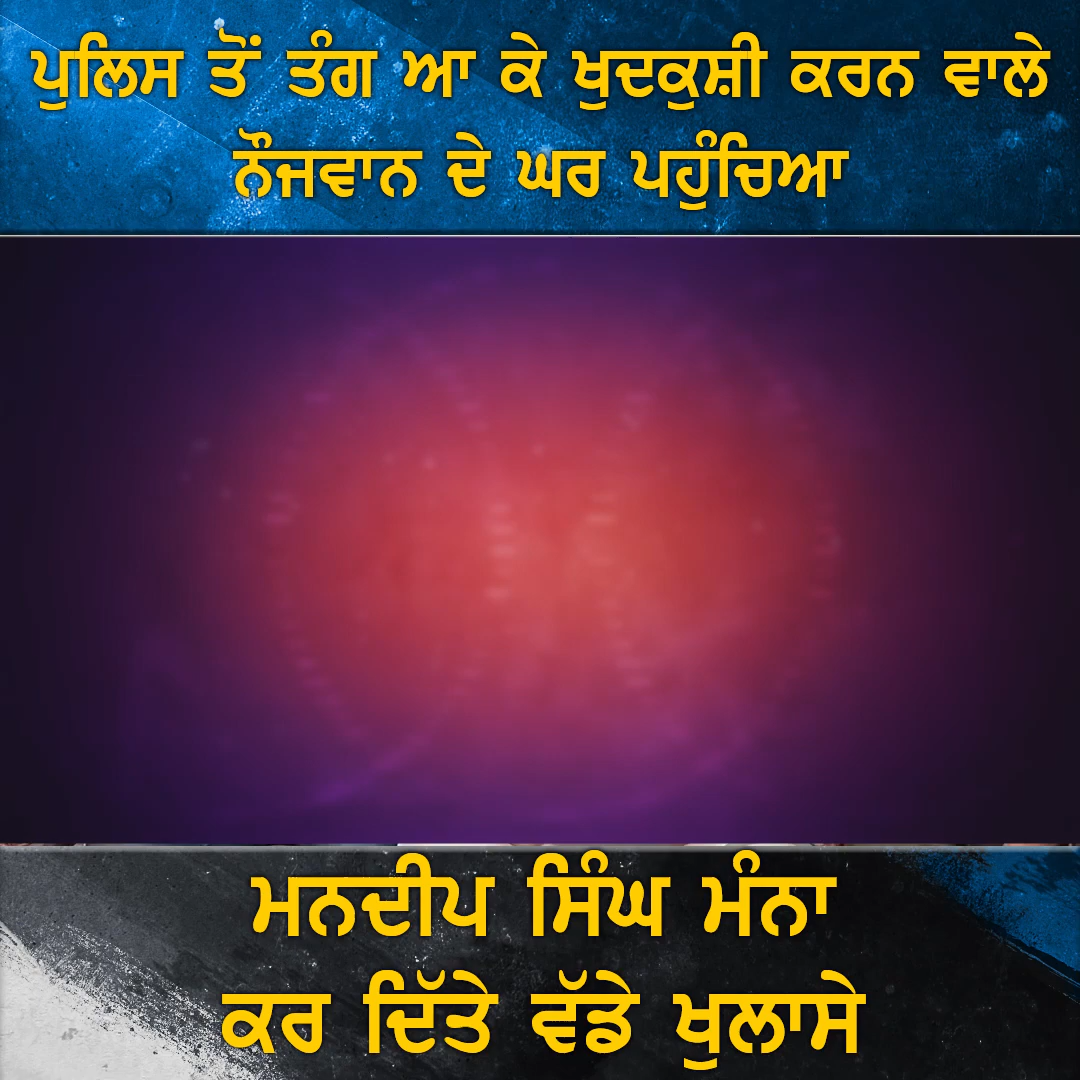 ਪੁਲਿਸ ਤੋਂ ਤੰਗ ਆ ਕੇ ਖੁਦਕੁਸ਼ੀ ਕਰਨ ਵਾਲੇ
ਨੌਜਵਾਨ ਦੇ ਘਰ ਪਹੁੰਚਿਆ
ਮਨਦੀਪ ਸਿੰਘ ਮੰਨਾ
ਕਰ ਦਿੱਤੇ ਵੱਡੇ ਖੁਲਾਸੇ